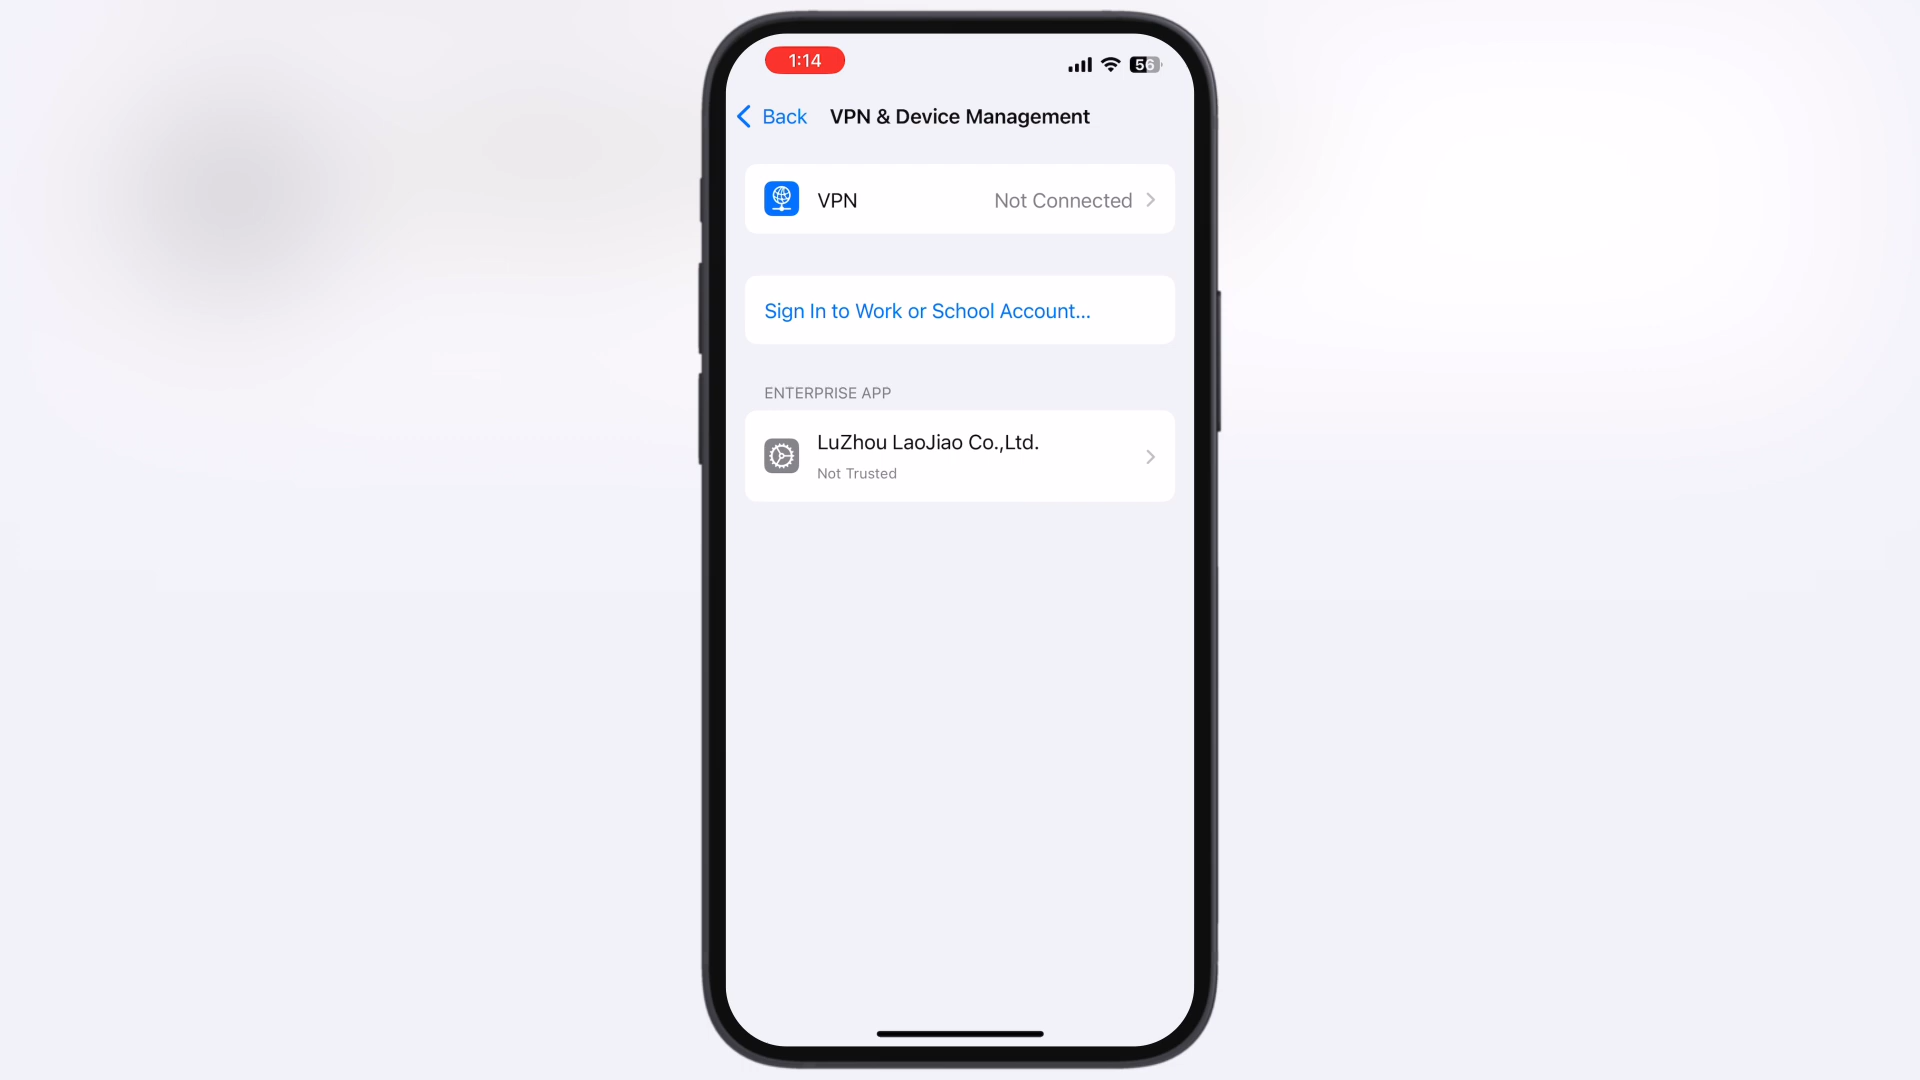 1:14
56
Back
VPN & Device Management
VPN
Not Connected
Sign In to Work or School Account...
ENTERPRISE APP
LuZhou LaoJiao Co.,Ltd.
Not Trusted